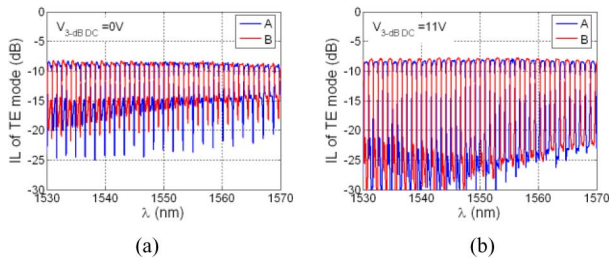 0
-5
-10
-15
-20
-25
-30
IL of TE mode (dB)
V3-dB DC =0V
A
B
1530
1540
1550
1560
1570
λ (nm)
(a)
0
-5
-10
-15
-20
-25
-30
IL of TE mode (dB)
V3-dB DC =11V
A
B
1530
1540
1550
1560
1570
λ (nm)
(b)